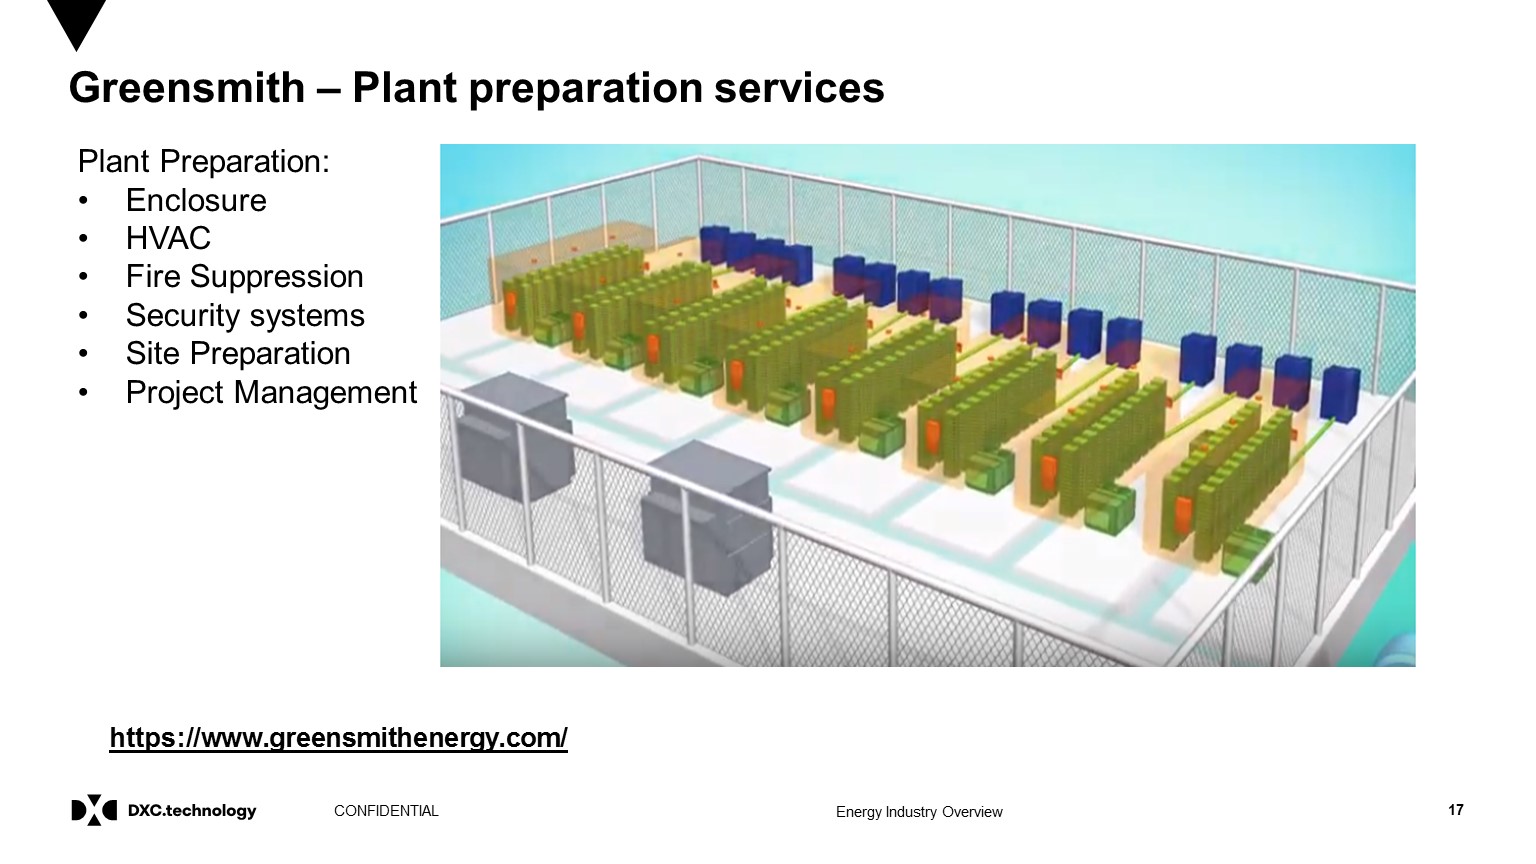 Greensmith – Plant preparation services
Plant Preparation:
• Enclosure
• HVAC
• Fire Suppression
• Security systems
• Site Preparation
• Project Management
https://www.greensmithenergy.com/
DXC.technology
CONFIDENTIAL
Energy Industry Overview
17